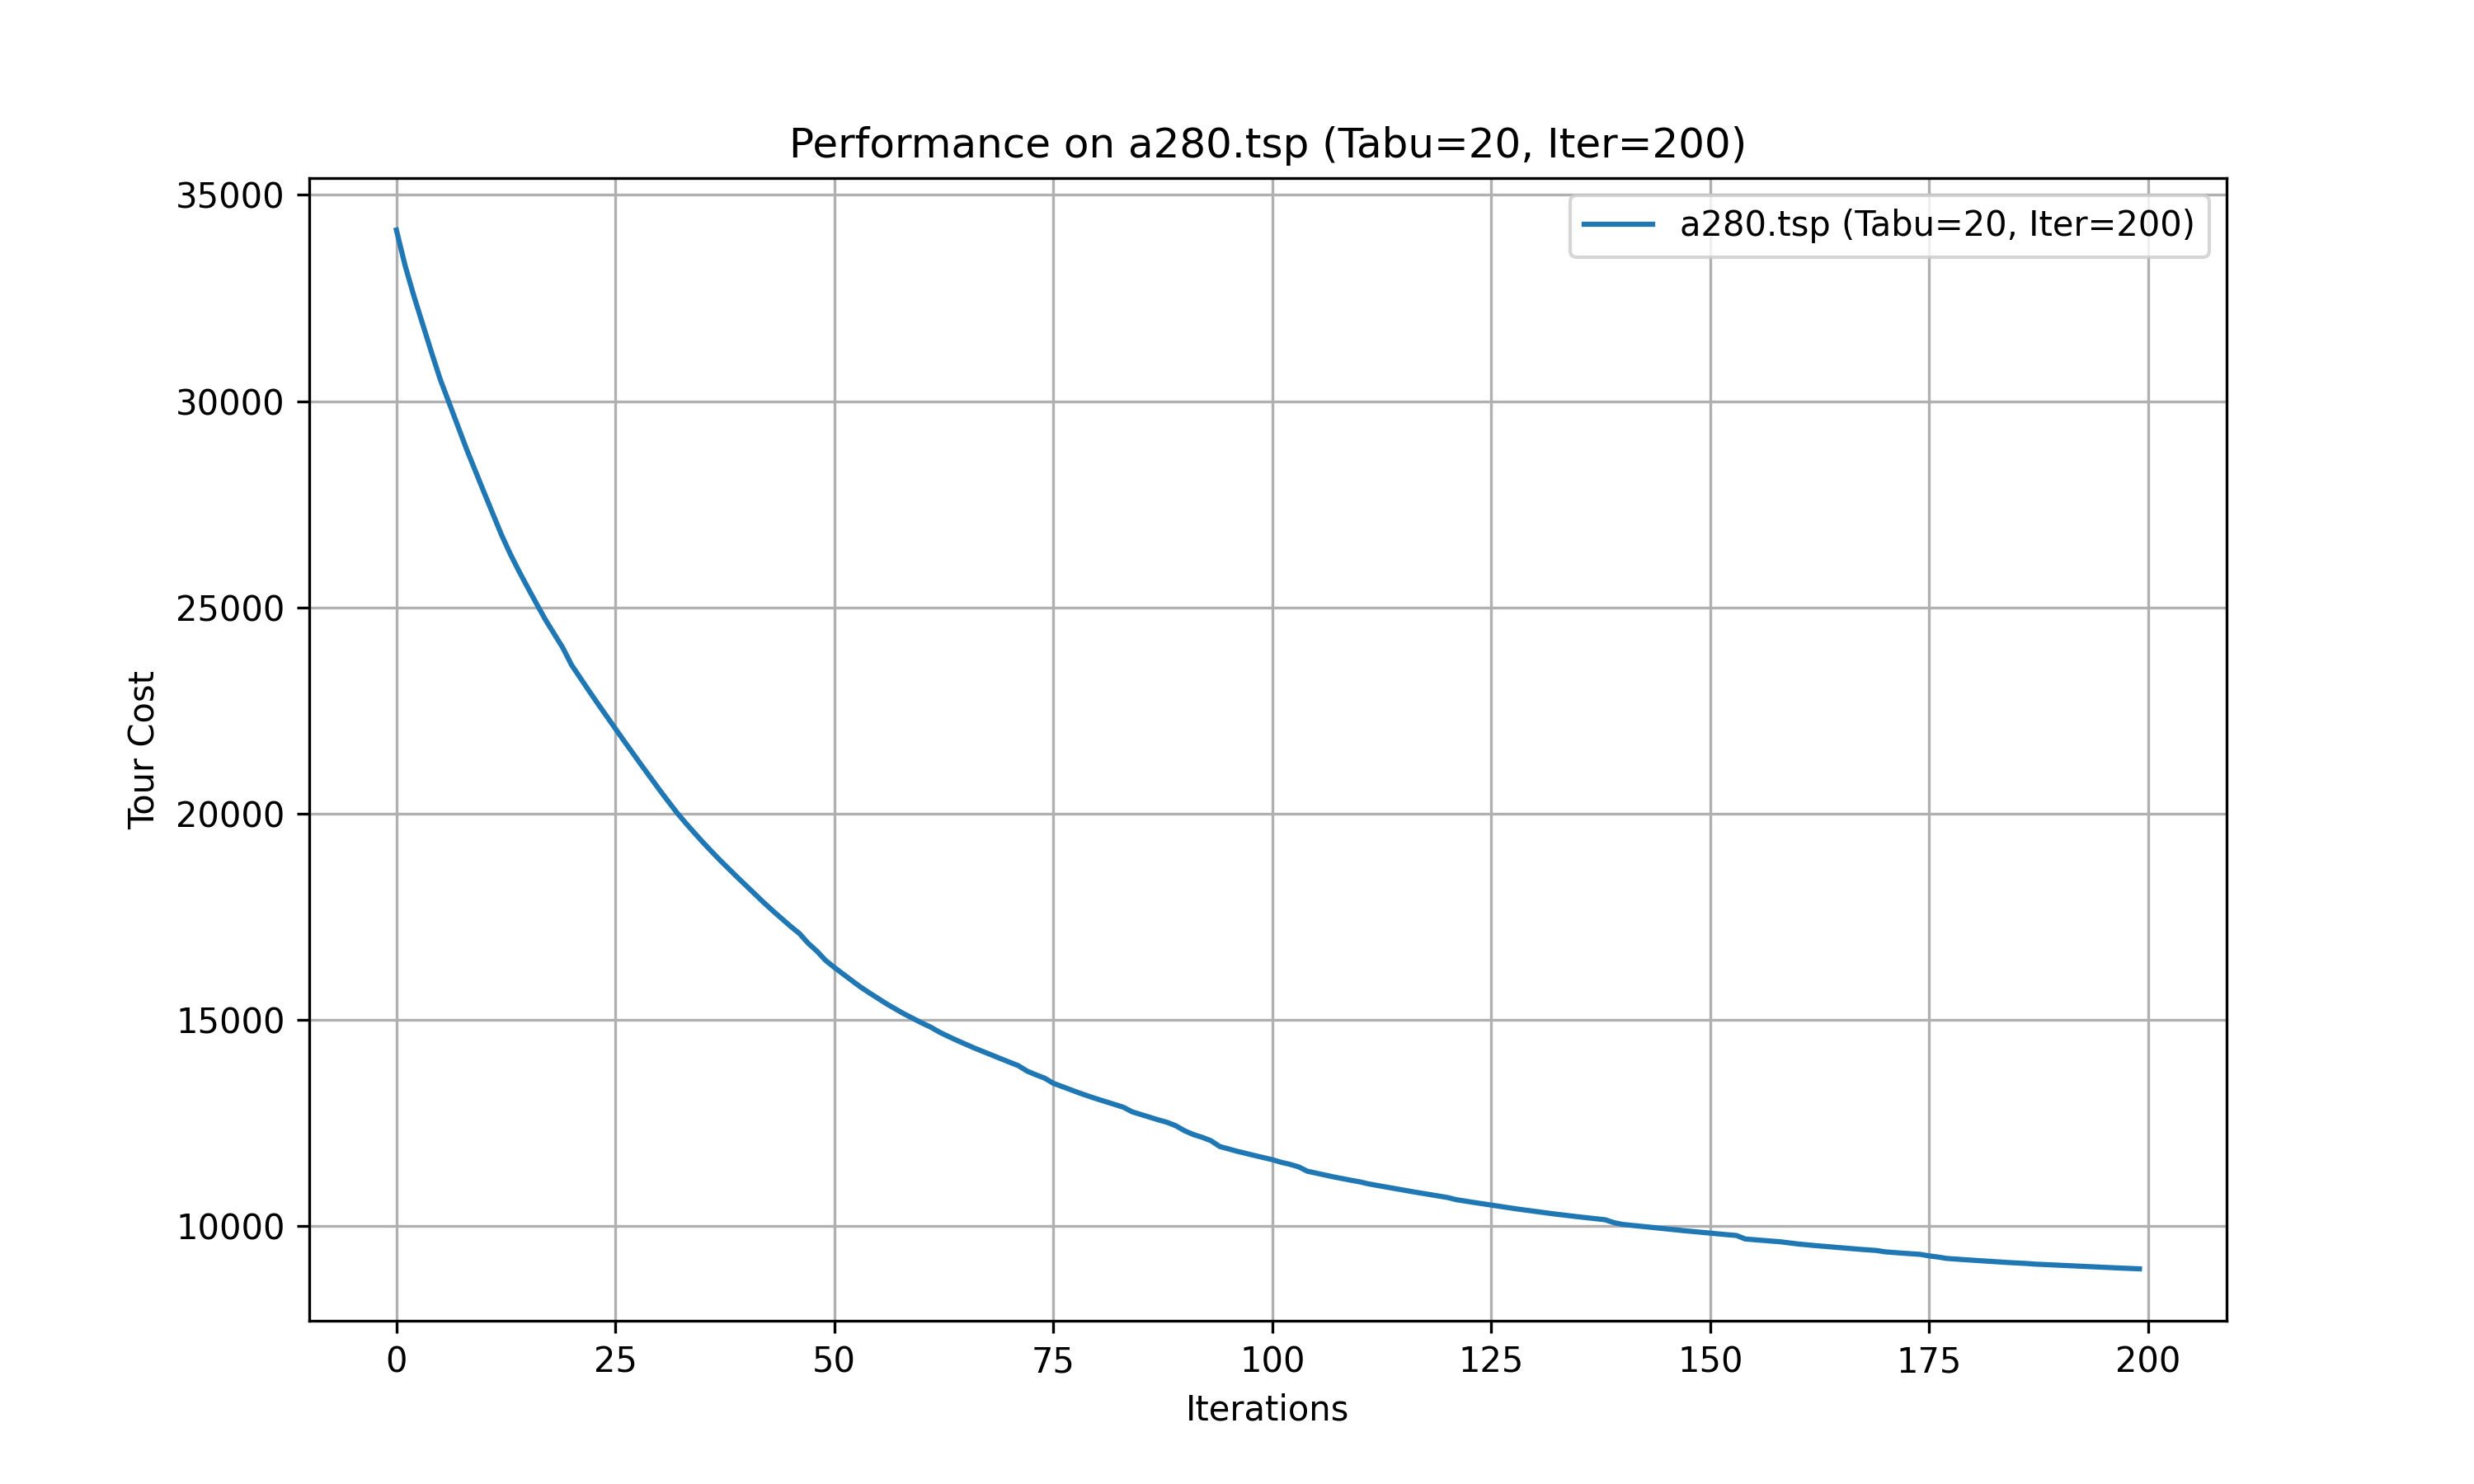 Performance on a280.tsp (Tabu=20, Iter=200)
a280.tsp (Tabu=20, Iter=200)
Tour Cost
35000
30000
25000
20000
15000
10000
0 25 50 75 100 125 150 175 200
Iterations